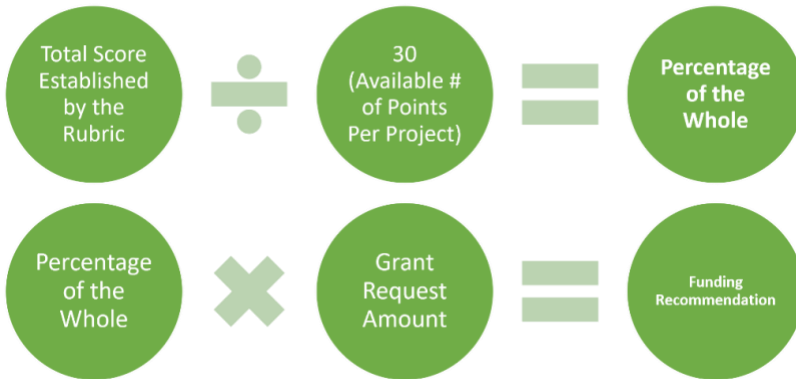 Total Score
Established
by the
Rubric
30
(Available #
of Points
Per Project)
Percentage
of the
Whole
Percentage
of the
Whole
Grant
Request
Amount
Funding
Recommendation